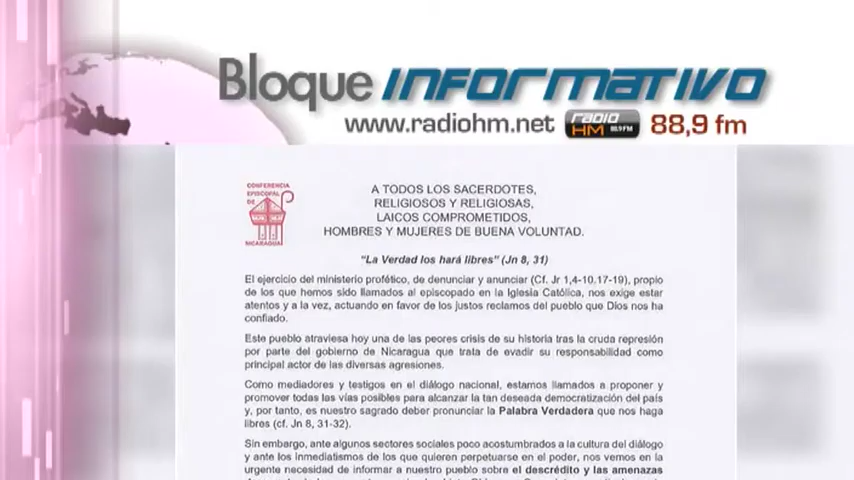 Bloque INFORMATIVO
www.radiohm.net RADIO HM 88.9 FM 88,9 fm
CONFERENCIA
EPISCOPAL
DE
NICARAGUA
A TODOS LOS SACERDOTES,
RELIGIOSOS Y RELIGIOSAS,
LAICOS COMPROMETIDOS,
HOMBRES Y MUJERES DE BUENA VOLUNTAD.
"La Verdad los hará libres" (Jn 8, 31)
El ejercicio del ministerio profético, de denunciar y anunciar (Cf. Jr 1,4-10.17-19), propio
de los que hemos sido llamados al episcopado en la Iglesia Católica, nos exige estar
atentos y a la vez, actuando en favor de los justos reclamos del pueblo que Dios nos ha
confiado.
Este pueblo atraviesa hoy una de las peores crisis de su historia tras la cruda represión
por parte del gobierno de Nicaragua que trata de evadir su responsabilidad como
principal actor de las diversas agresiones.
Como mediadores y testigos en el diálogo nacional, estamos llamados a proponer y
promover todas las vías posibles para alcanzar la tan deseada democratización del país
y, por tanto, es nuestro sagrado deber pronunciar la Palabra Verdadera que nos haga
libres (cf. Jn 8, 31-32).
Sin embargo, ante algunos sectores sociales poco acostumbrados a la cultura del diálogo
y ante los inmediatismos de los que quieren perpetuarse en el poder, nos vemos en la
urgente necesidad de informar a nuestro pueblo sobre el descrédito y las amenazas